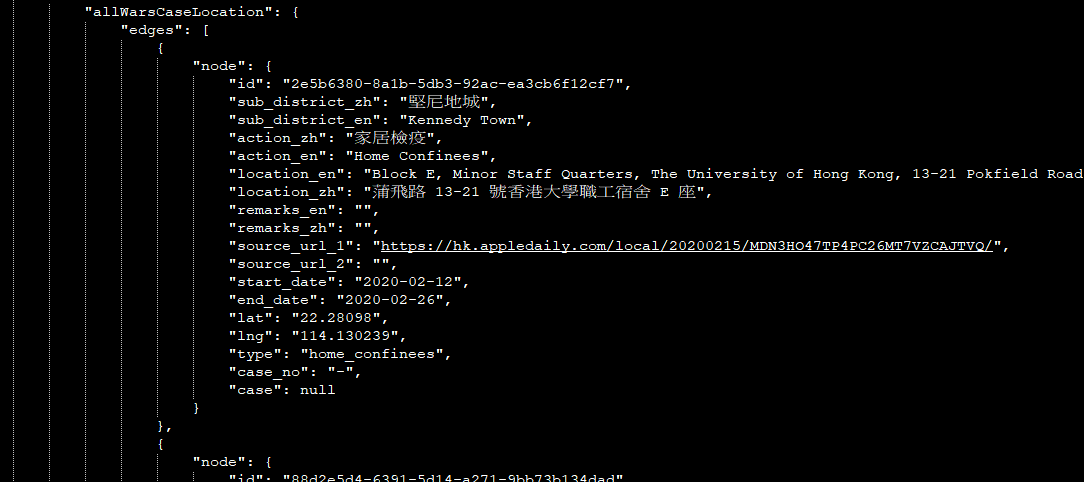 "allWarsCaseLocation": {
"edges": [
{
"node": {
"id": "2e5b6380-8a1b-5db3-92ac-ea3cb6f12cf7",
"sub_district_zh": "堅尼地城",
"sub_district_en": "Kennedy Town",
"action_zh": "家居檢疫",
"action_en": "Home Confinees",
"location_en": "Block E, Minor Staff Quarters, The University of Hong Kong, 13-21 Pokfield Road
"location_zh": "蒲飛路 13-21 號香港大學職工宿舍 E 座",
"remarks_en": "",
"remarks_zh": "",
"source_url_1": "https://hk.appledaily.com/local/20200215/MDN3HO47TP4PC26MT7VZCAJTVQ/",
"source_url_2": "",
"start_date": "2020-02-12",
"end_date": "2020-02-26",
"lat": "22.28098",
"lng": "114.130239",
"type": "home_confinees",
"case_no": "-",
"case": null
}
},
{
"node": {
"id": "88d2e5d4-6391-5d14-a271-9bb73b134dad"